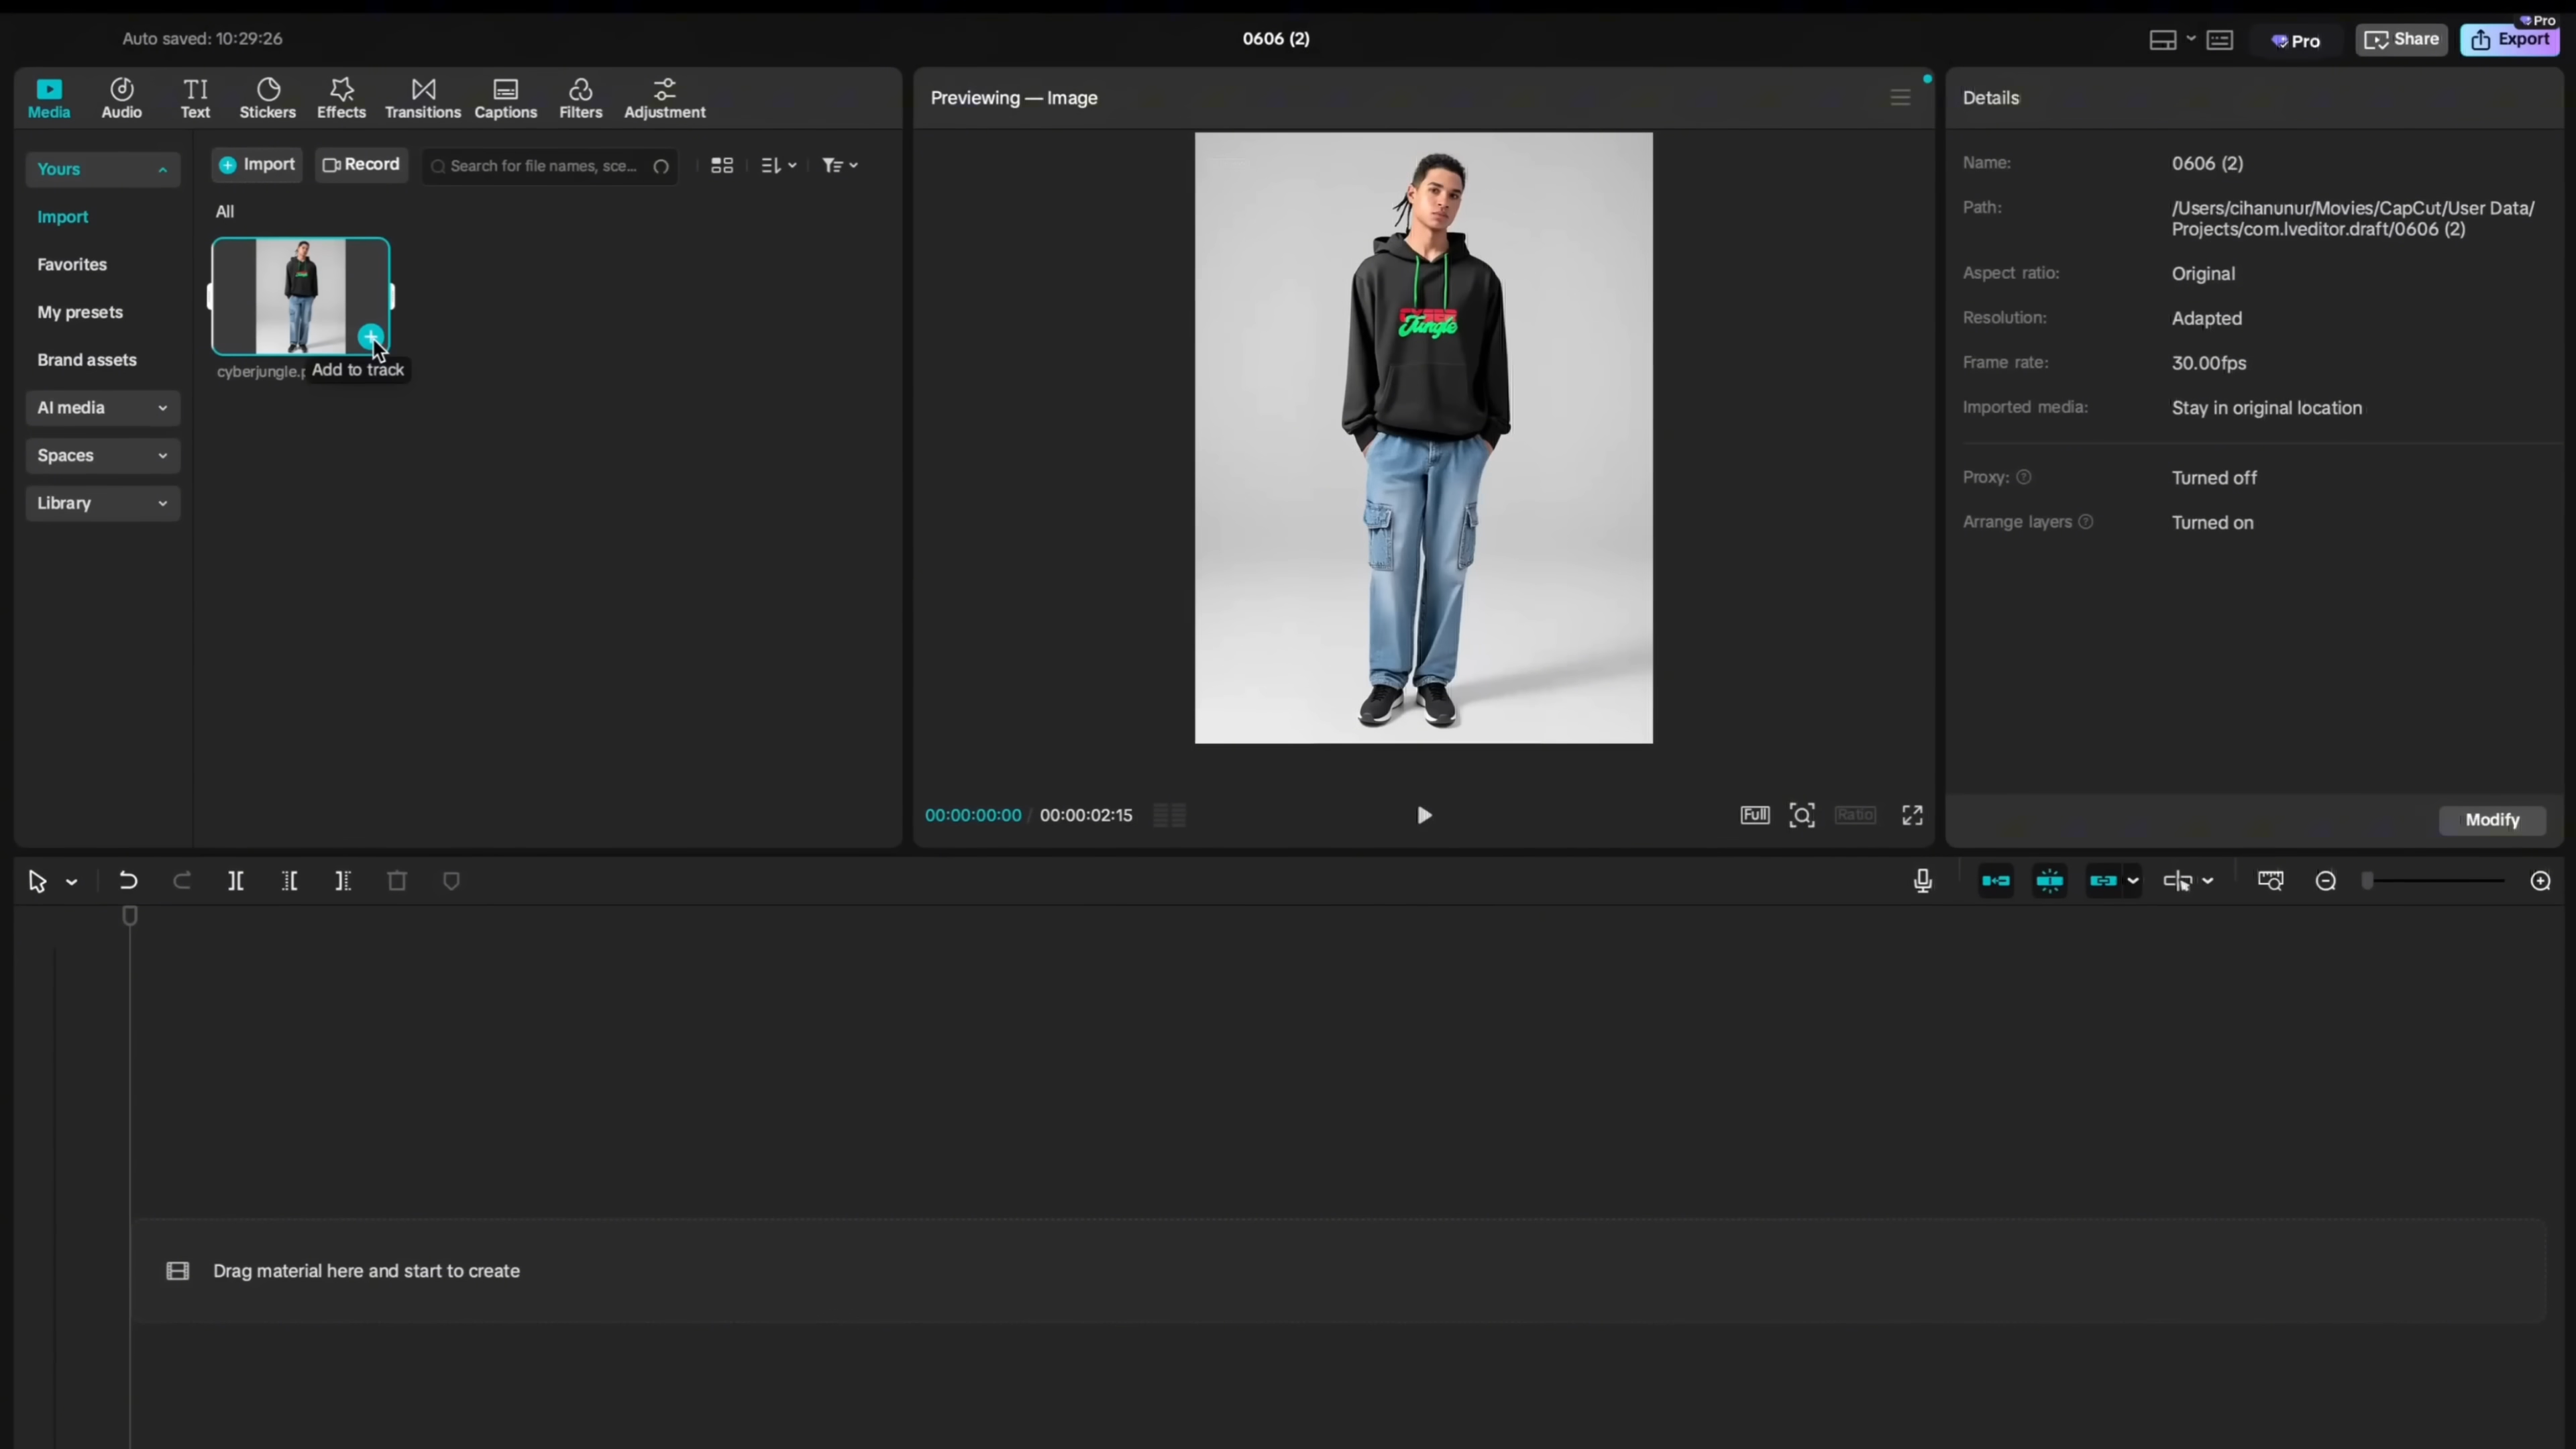 Auto saved: 10:29:26
0606 (2)
Pro
Share
Pro
Export
Media
Audio
TI
Text
Stickers
Effects
Transitions
Captions
Filters
Adjustment
Yours
Import
Favorites
My presets
Brand assets
AI media
Spaces
Library
Import
Record
Search for file names, sce...
All
cyberjungle.p
Add to track
Previewing — Image
Jungle
00:00:00:00 / 00:00:02:15
Full
Ratio
Details
Name: 0606 (2)
Path: /Users/cihanunur/Movies/CapCut/User Data/
Projects/com.lveditor.draft/0606 (2)
Aspect ratio: Original
Resolution: Adapted
Frame rate: 30.00fps
Imported media: Stay in original location
Proxy: Turned off
Arrange layers Turned on
Modify
Drag material here and start to create